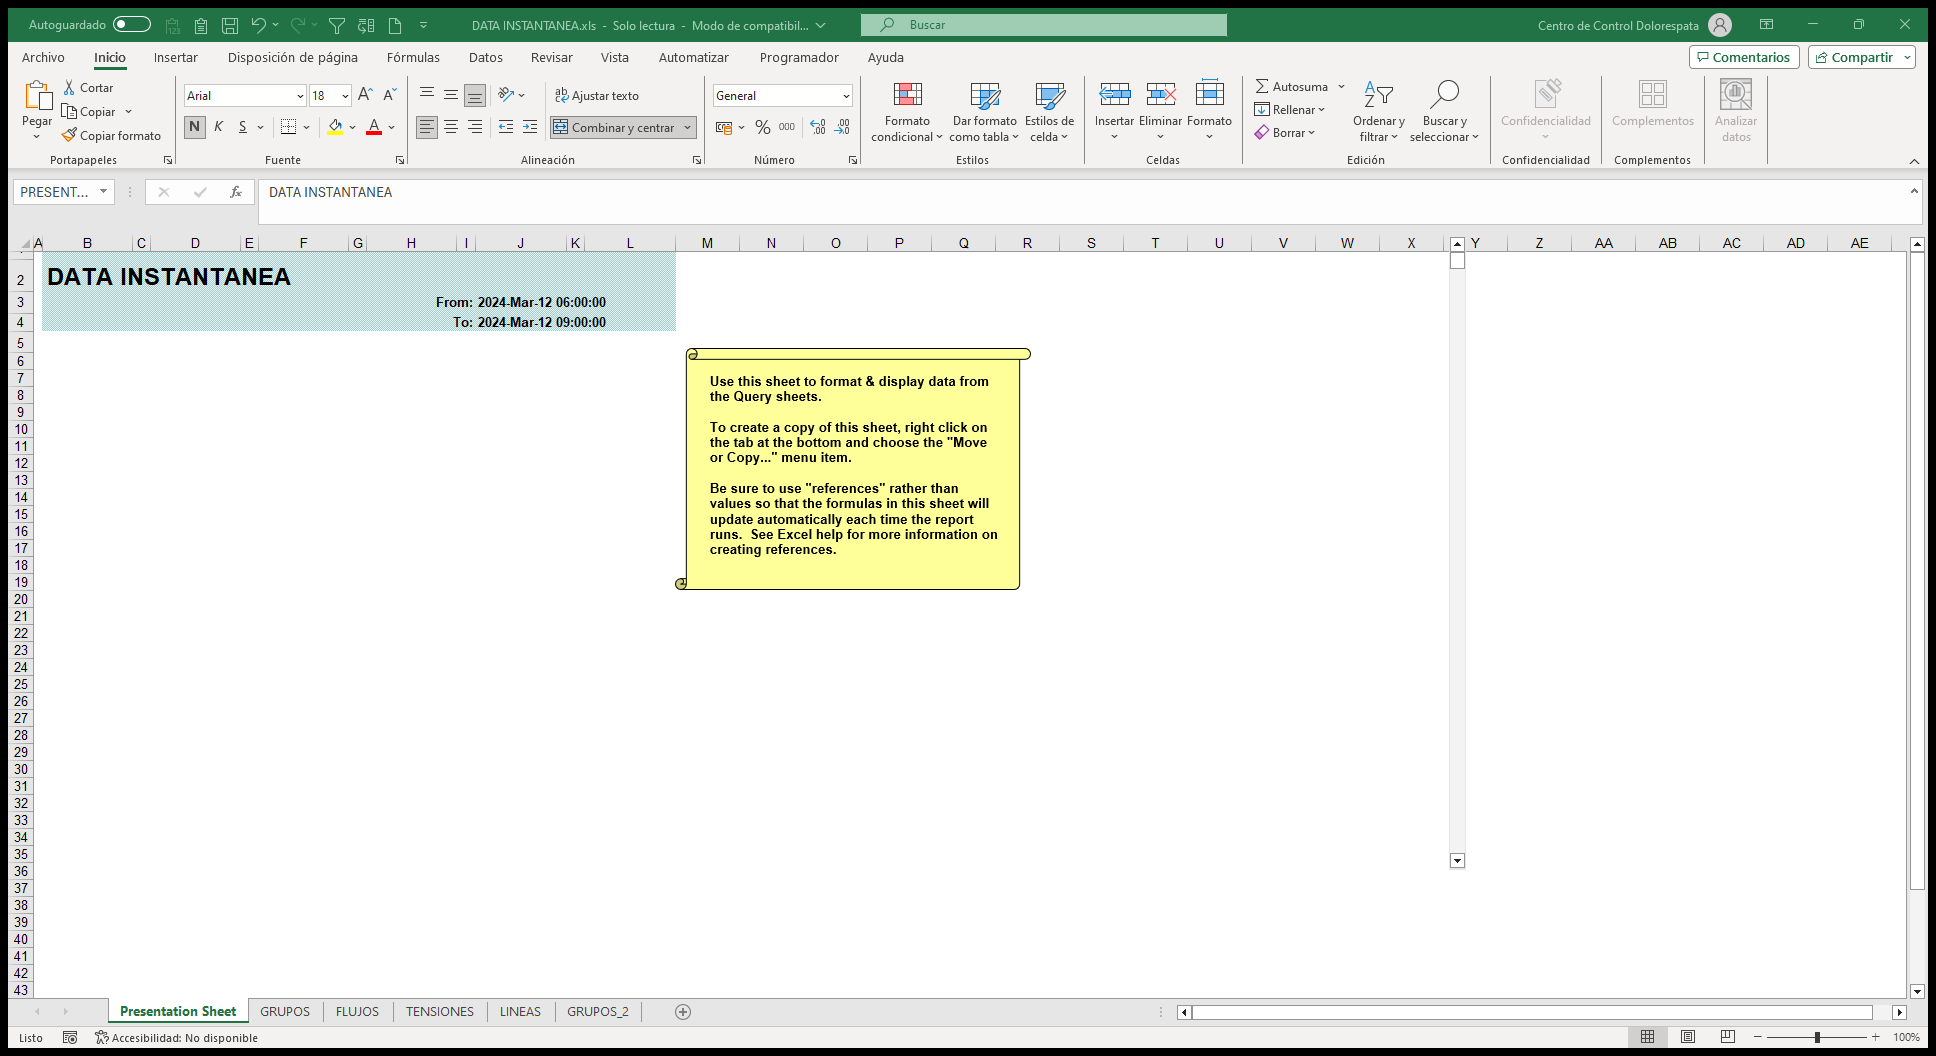 Autoguardado
DATA INSTANTANEA.xls - Solo lectura - Modo de compatibil...
Buscar
Centro de Control Dolorespata
Archivo Inicio Insertar Disposición de página Fórmulas Datos Revisar Vista Automatizar Programador Ayuda
Comentarios Compartir
Pegar
Cortar
Copiar
Copiar formato
Portapapeles
Arial 18
N K S
Fuente
Ajustar texto
Combinar y centrar
Alineación
General
% 000
Número
Formato condicional
Dar formato como tabla
Estilos de celda
Estilos
Insertar Eliminar Formato
Celdas
Autosuma
Rellenar
Borrar
Ordenar y filtrar
Buscar y seleccionar
Edición
Confidencialidad
Confidencialidad
Complementos
Complementos
Analizar datos
PRESENT...
fx
DATA INSTANTANEA
A B C D E F G H I J K L M N O P Q R S T U V W X Y Z AA AB AC AD AE
2 DATA INSTANTANEA
3 From: 2024-Mar-12 06:00:00
4 To: 2024-Mar-12 09:00:00
5
6
7
8
9
10
11
12
13
14
15
16
17
18
19
20
21
22
23
24
25
26
27
28
29
30
31
32
33
34
35
36
37
38
39
40
41
42
43
Use this sheet to format & display data from
the Query sheets.
To create a copy of this sheet, right click on
the tab at the bottom and choose the "Move
or Copy..." menu item.
Be sure to use "references" rather than
values so that the formulas in this sheet will
update automatically each time the report
runs.  See Excel help for more information on
creating references.
Presentation Sheet GRUPOS FLUJOS TENSIONES LINEAS GRUPOS_2
Listo
Accesibilidad: No disponible
100%